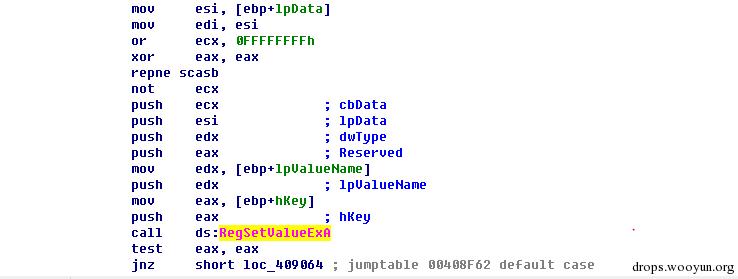 mov esi, [ebp+lpData]
mov edi, esi
or ecx, 0FFFFFFFFh
xor eax, eax
repne scasb
not ecx
push ecx ; cbData
push esi ; lpData
push edx ; dwType
push eax ; Reserved
mov edx, [ebp+lpValueName]
push edx ; lpValueName
mov eax, [ebp+hKey]
push eax ; hKey
call ds:RegSetValueExA
test eax, eax
jnz short loc_409064 ; jumptable 00408F62 default case
drops.wooyun.org